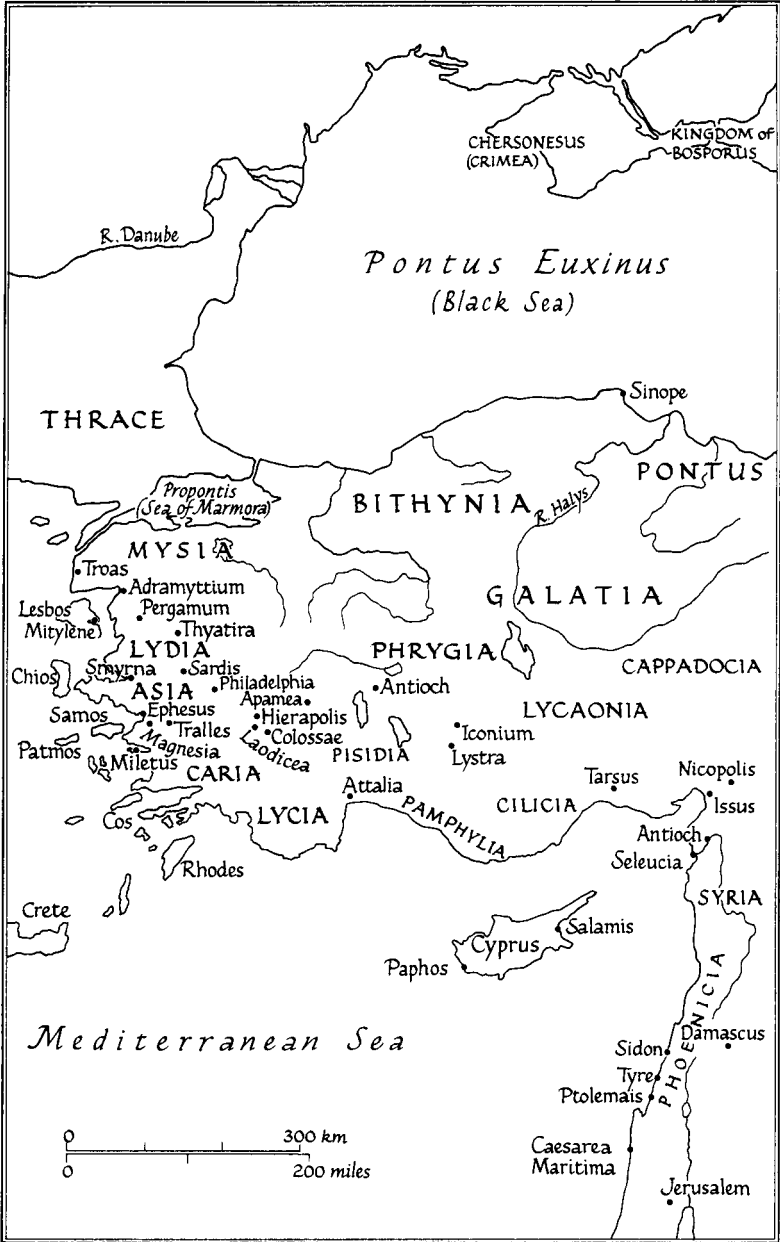 CHERSONESUS
(CRIMEA)
KINGDOM of
BOSPORUS
R. Danube
Pontus Euxinus
(Black Sea)
THRACE
Sinope
PONTUS
Propontis
(Sea of Marmora)
BITHYNIA
R. Halys
MYSIA
Troas
Adramyttium
GALATIA
Lesbos
Mitylene
Pergamum
Thyatira
LYDIA
PHRYGIA
CAPPADOCIA
Chios
Smyrna
Sardis
ASIA
Philadelphia
Antioch
Apamea
LYCAONIA
Samos
Ephesus
Hierapolis
Tralles
Colossae
Iconium
Magnesia
Laodicea
Patmos
Miletus
PISIDIA
Lystra
CARIA
Attalia
Tarsus
Nicopolis
Issus
Cos
LYCIA
PAMPHYLIA
CILICIA
Antioch
Seleucia
Rhodes
SYRIA
Crete
Salamis
Cyprus
Paphos
PHOENICIA
Mediterranean Sea
Damascus
Sidon
Tyre
Ptolemais
0 300 km
0 200 miles
Caesarea
Maritima
Jerusalem